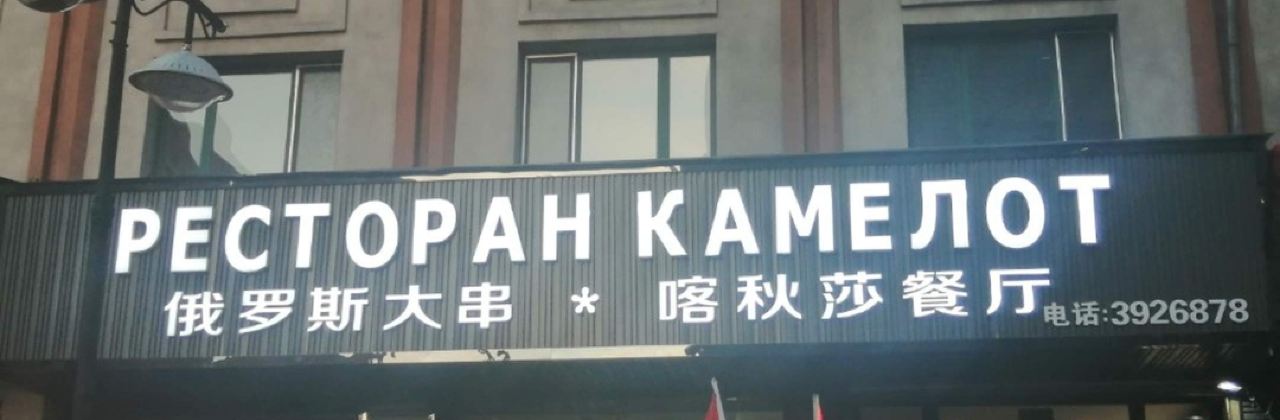 РЕСТОРАН КАМЕЛОТ
俄罗斯大串 * 喀秋莎餐厅
电话:3926878